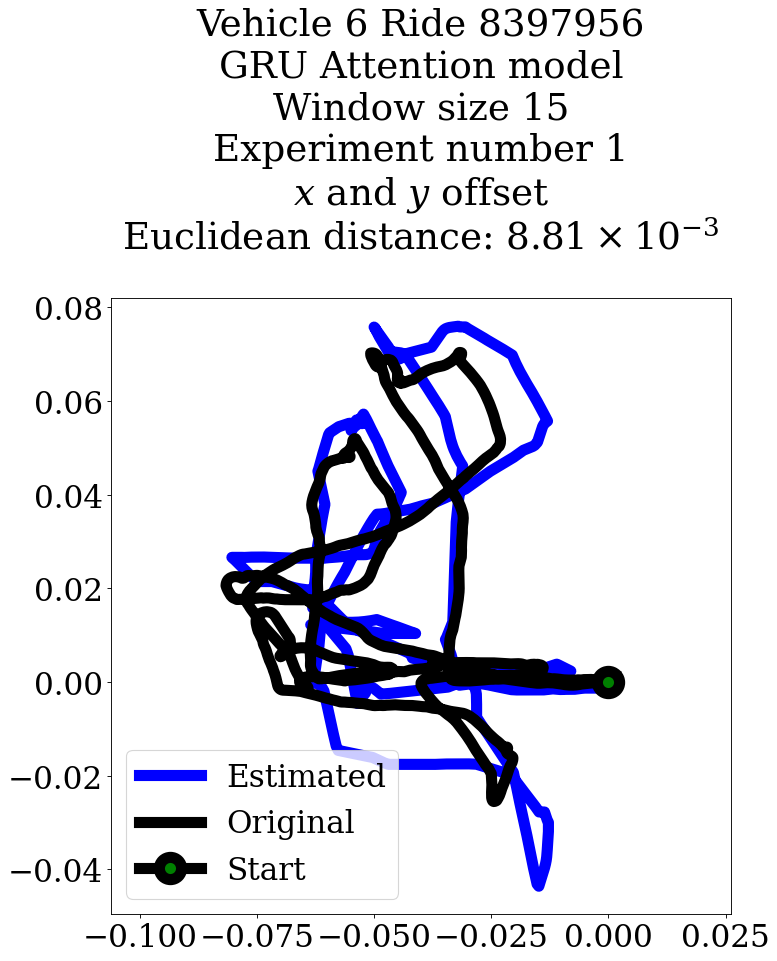 Vehicle 6 Ride 8397956
GRU Attention model
Window size 15
Experiment number 1
x and y offset
Euclidean distance: 8.81 × 10⁻³
0.08
0.06
0.04
0.02
0.00
−0.02
−0.04
Estimated
Original
Start
−0.100 −0.075 −0.050 −0.025 0.000 0.025